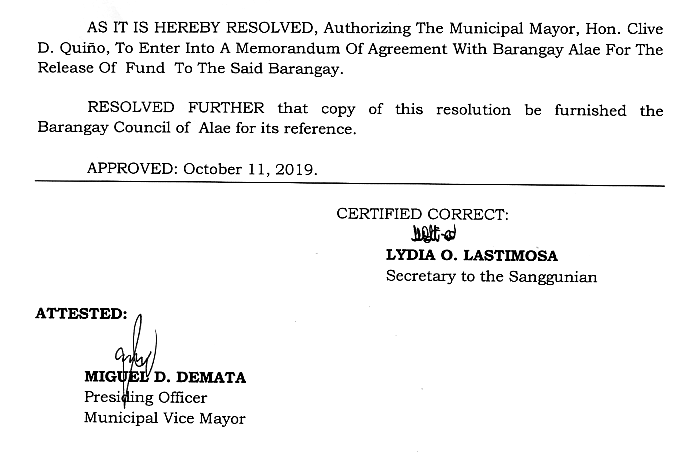 AS IT IS HEREBY RESOLVED, Authorizing The Municipal Mayor, Hon. Clive
D. Quiño, To Enter Into A Memorandum Of Agreement With Barangay Alae For The
Release Of Fund To The Said Barangay.
RESOLVED FURTHER that copy of this resolution be furnished the
Barangay Council of Alae for its reference.
APPROVED: October 11, 2019.
CERTIFIED CORRECT:
LYDIA O. LASTIMOSA
Secretary to the Sanggunian
ATTESTED:
MIGUEL D. DEMATA
Presiding Officer
Municipal Vice Mayor